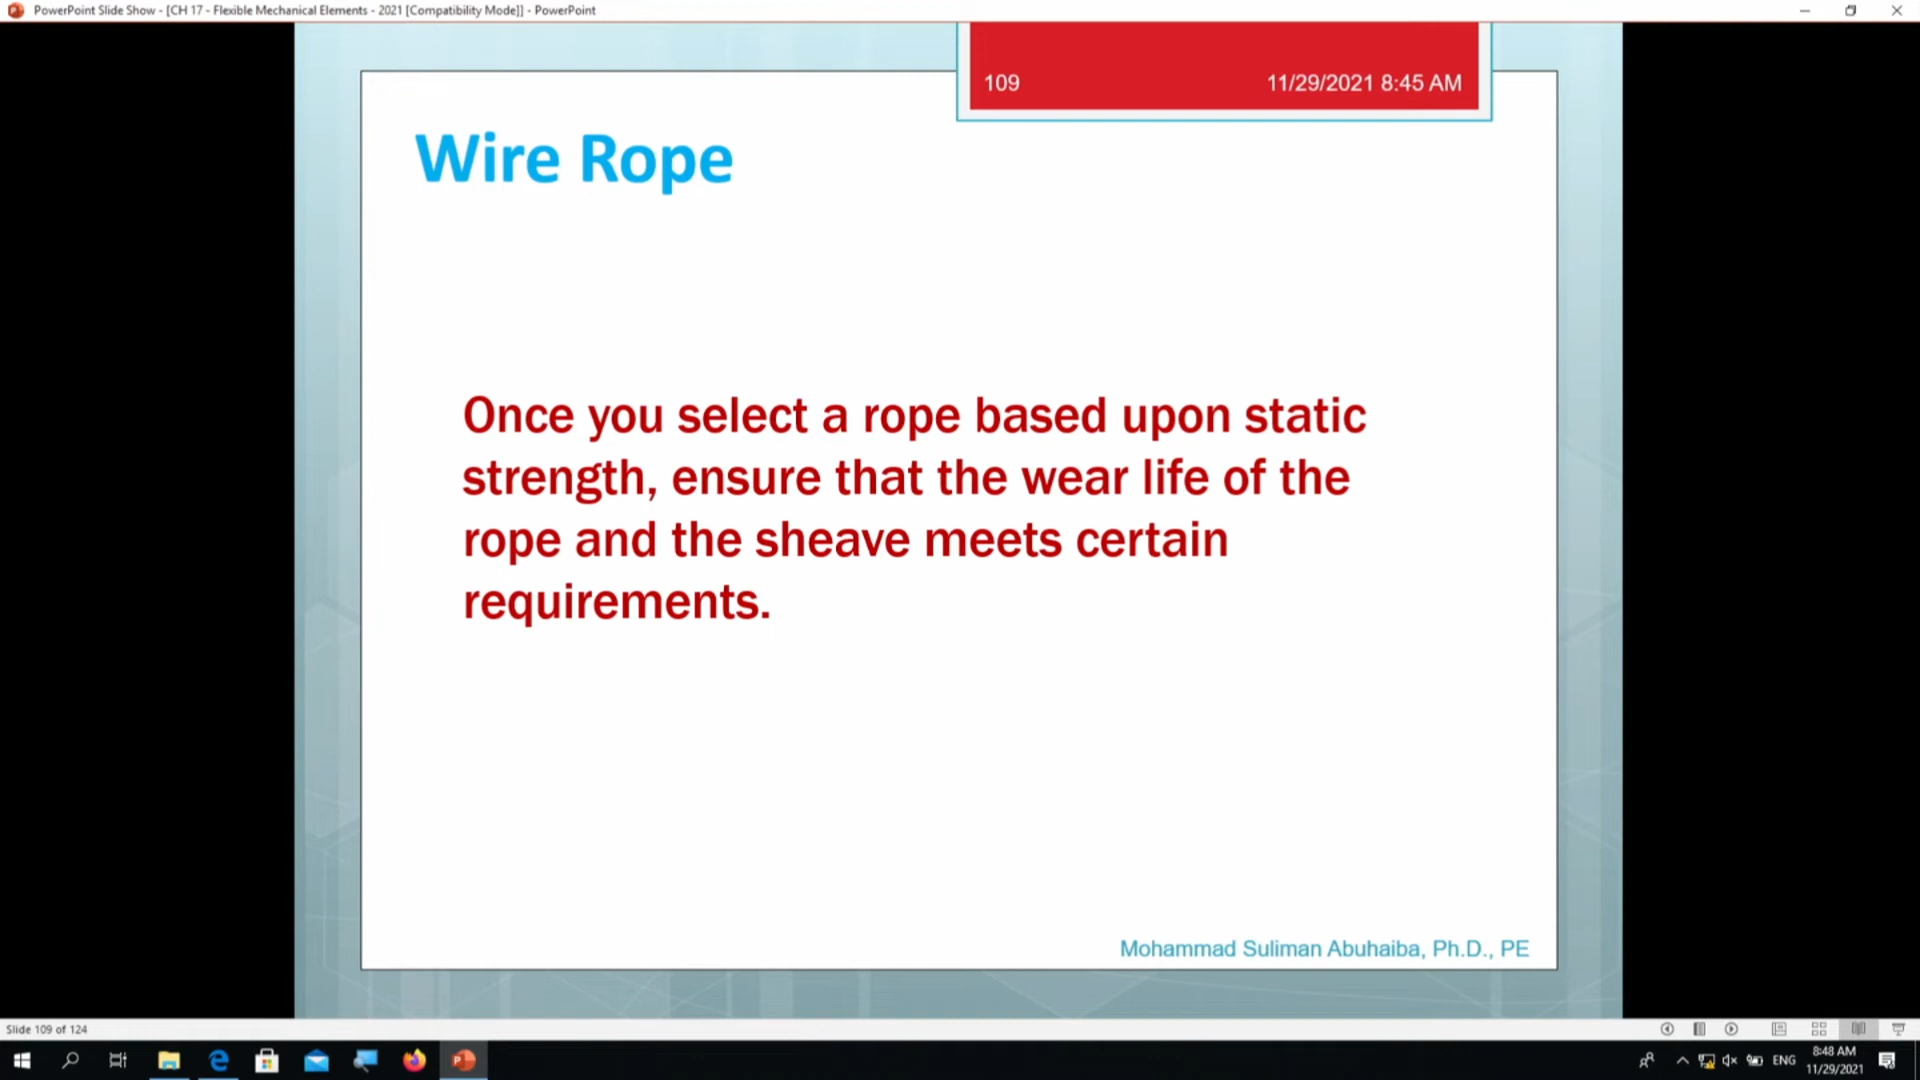 PowerPoint Slide Show - [CH 17 - Flexible Mechanical Elements - 2021 [Compatibility Mode]] - PowerPoint
109 11/29/2021 8:45 AM
Wire Rope
Once you select a rope based upon static
strength, ensure that the wear life of the
rope and the sheave meets certain
requirements.
Mohammad Suliman Abuhaiba, Ph.D., PE
Slide 109 of 124
ENG
8:48 AM
11/29/2021